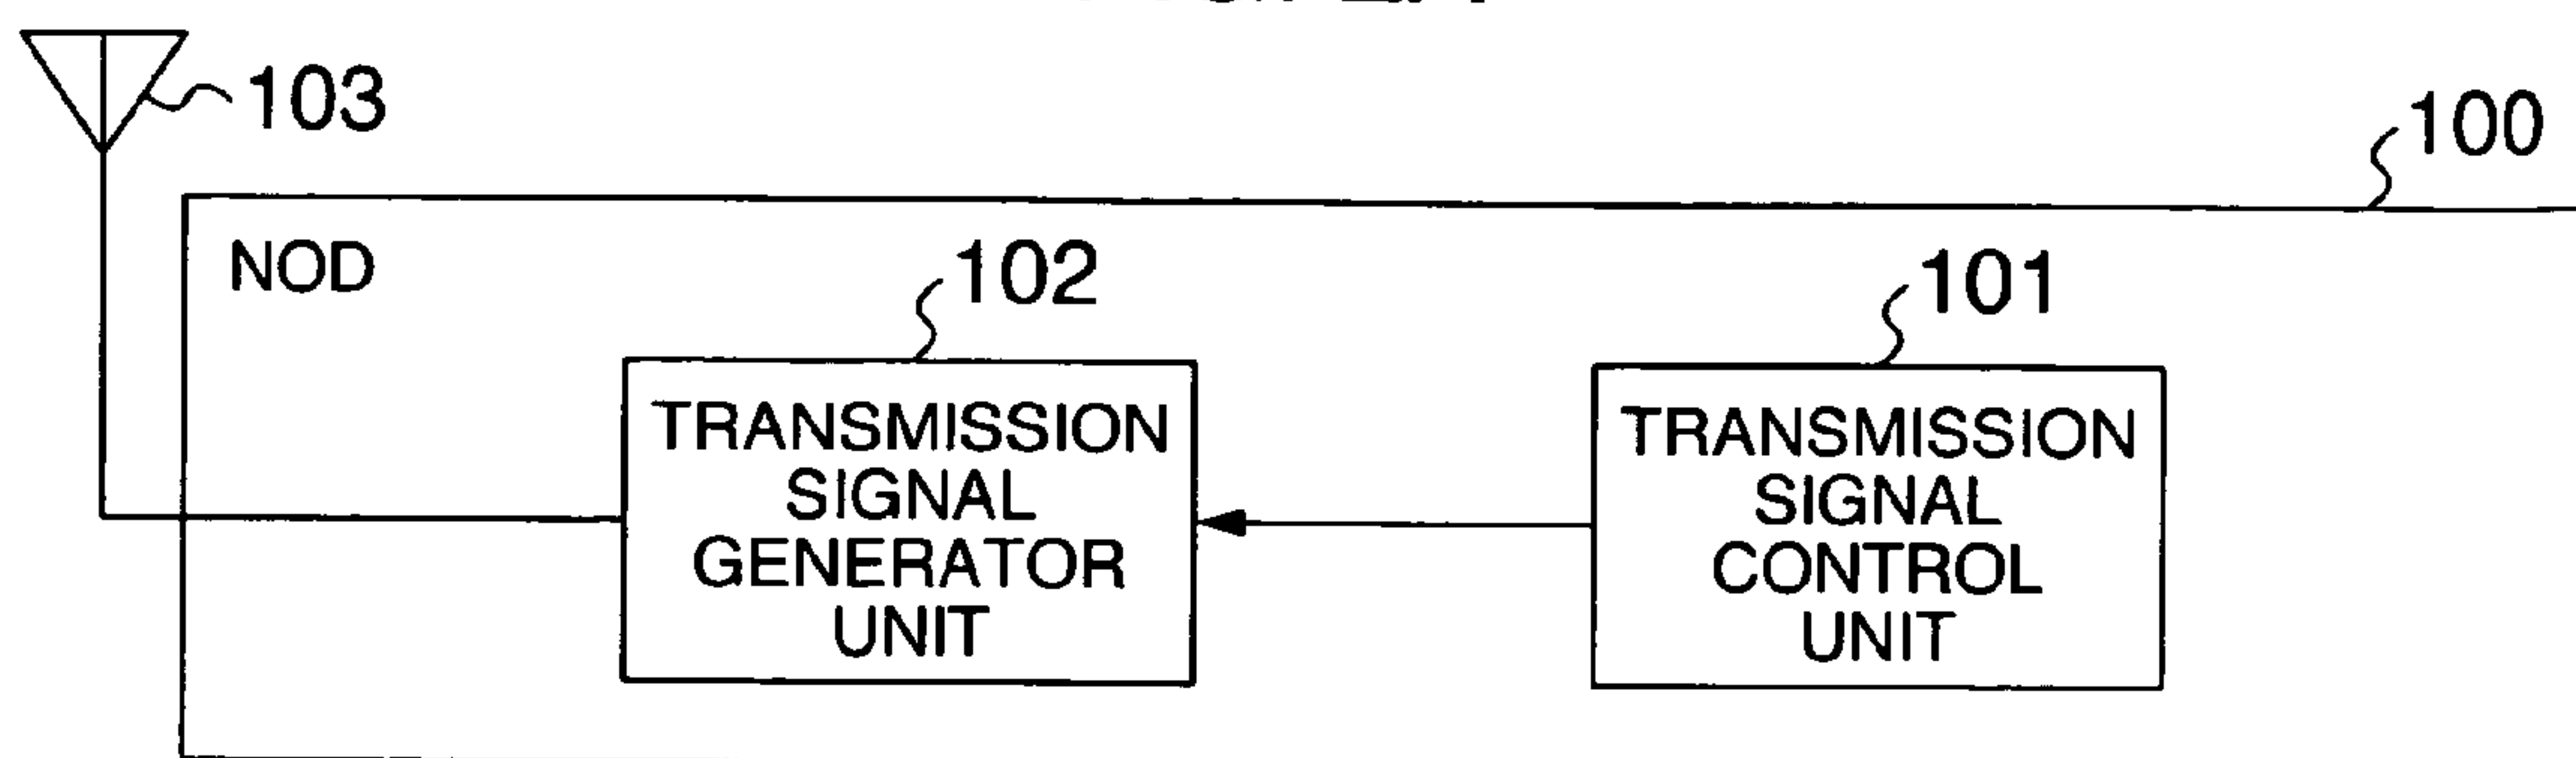 103
100
NOD
102
101
TRANSMISSION
SIGNAL
GENERATOR
UNIT
TRANSMISSION
SIGNAL
CONTROL
UNIT